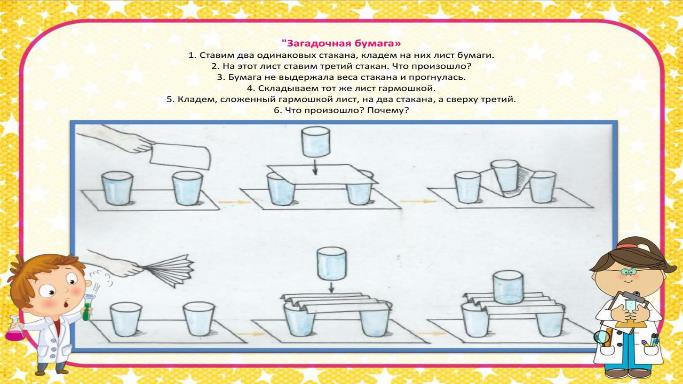 "Загадочная бумага»
1. Ставим два одинаковых стакана, кладем на них лист бумаги.
2. На этот лист ставим третий стакан. Что произошло?
3. Бумага не выдержала веса стакана и прогнулась.
4. Складываем тот же лист гармошкой.
5. Кладем, сложенный гармошкой лист, на два стакана, а сверху третий.
6. Что произошло? Почему?